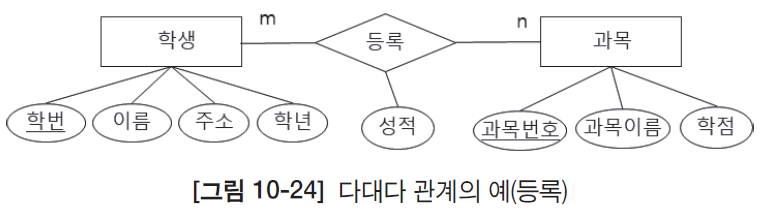 학생 m 등록 n 과목
학번 이름 주소 학년 성적 과목번호 과목이름 학점
[그림 10-24] 다대다 관계의 예(등록)